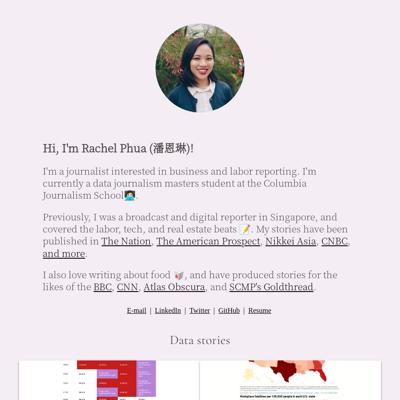 Hi, I'm Rachel Phua (潘恩琳)!
I'm a journalist interested in business and labor reporting. I'm
currently a data journalism masters student at the Columbia
Journalism School👩🏻‍💻.
Previously, I was a broadcast and digital reporter in Singapore, and
covered the labor, tech, and real estate beats 📝. My stories have been
published in The Nation, The American Prospect, Nikkei Asia, CNBC,
and more.
I also love writing about food 🥡, and have produced stories for the
likes of the BBC, CNN, Atlas Obscura, and SCMP's Goldthread.
E-mail | LinkedIn | Twitter | GitHub | Resume
Data stories